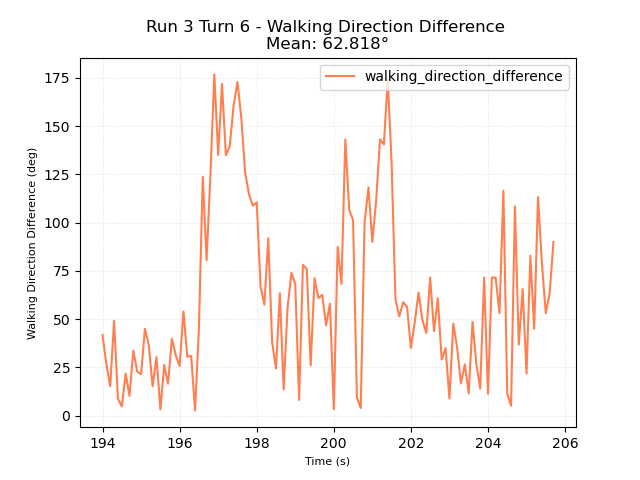 Run 3 Turn 6 - Walking Direction Difference
Mean: 62.818°
walking_direction_difference
175
150
125
100
75
50
25
0
Walking Direction Difference (deg)
194 196 198 200 202 204 206
Time (s)